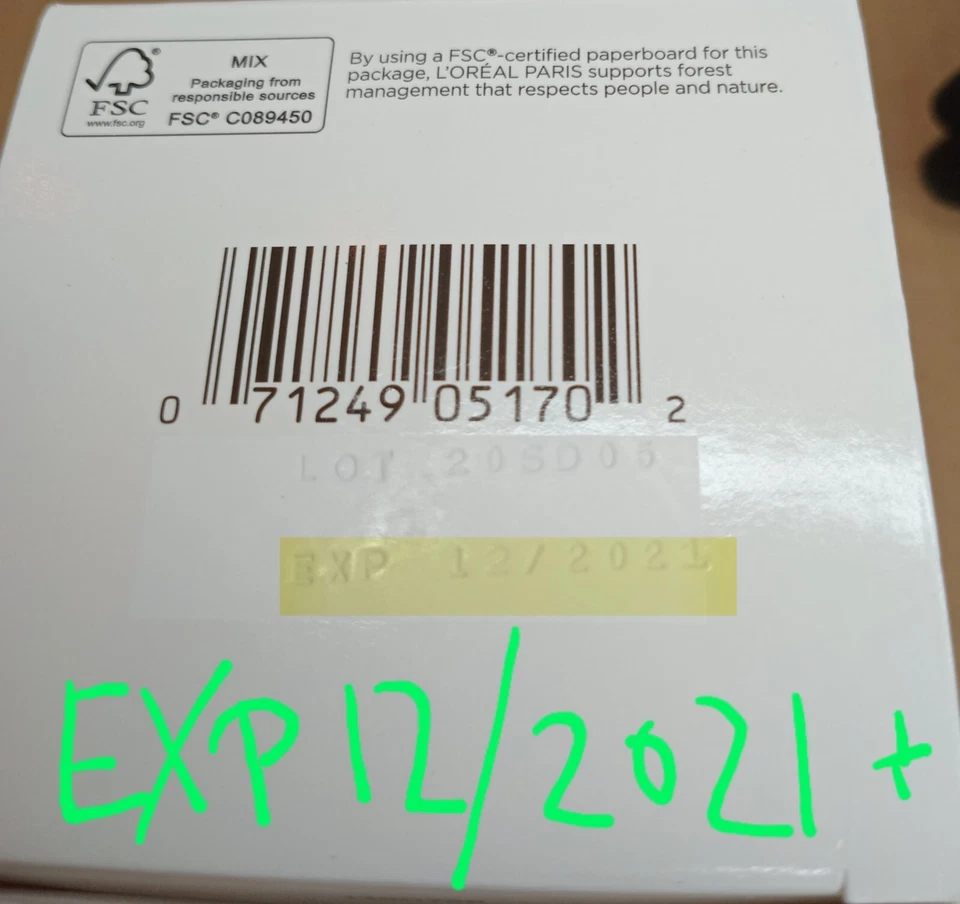 MIX
Packaging from
responsible sources
FSC® C089450
FSC
www.fsc.org
By using a FSC®-certified paperboard for this
package, L'ORÉAL PARIS supports forest
management that respects people and nature.
0 71249 05170 2
LOT 20SD06
EXP 12/2021
EXP 12/2021+